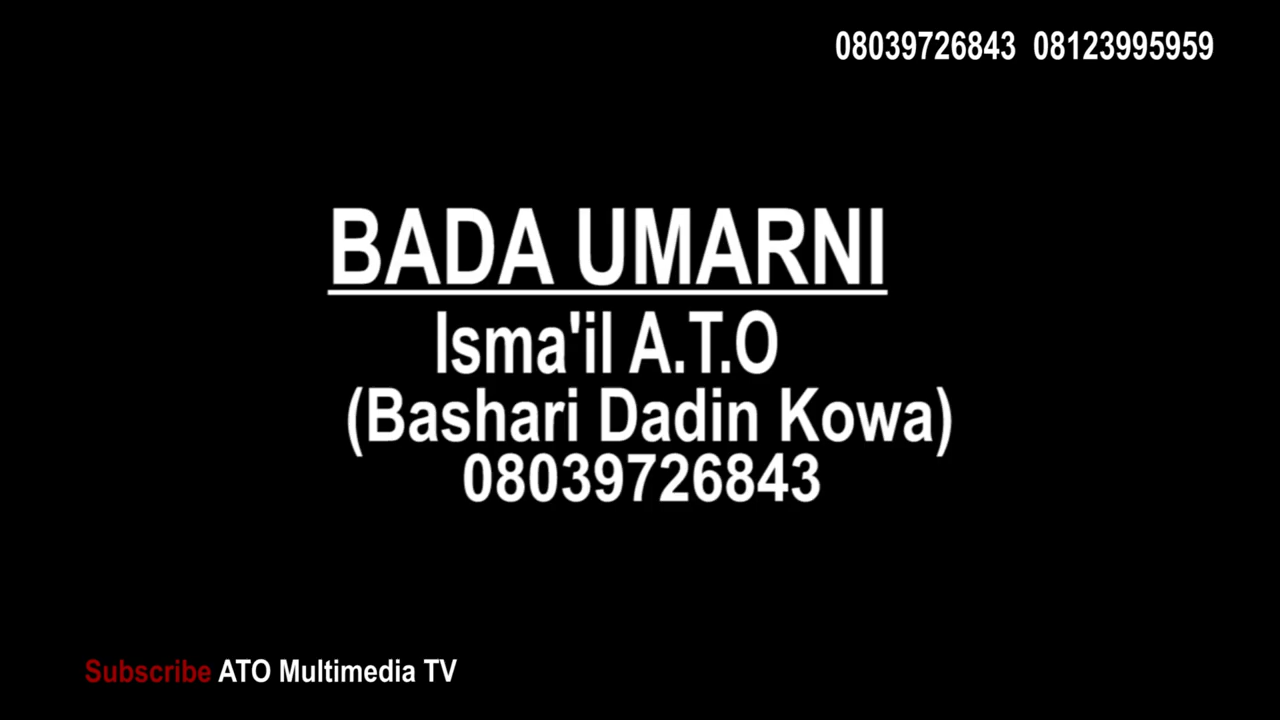 08039726843 08123995959
BADA UMARNI
Isma'il A.T.O
(Bashari Dadin Kowa)
08039726843
Subscribe ATO Multimedia TV